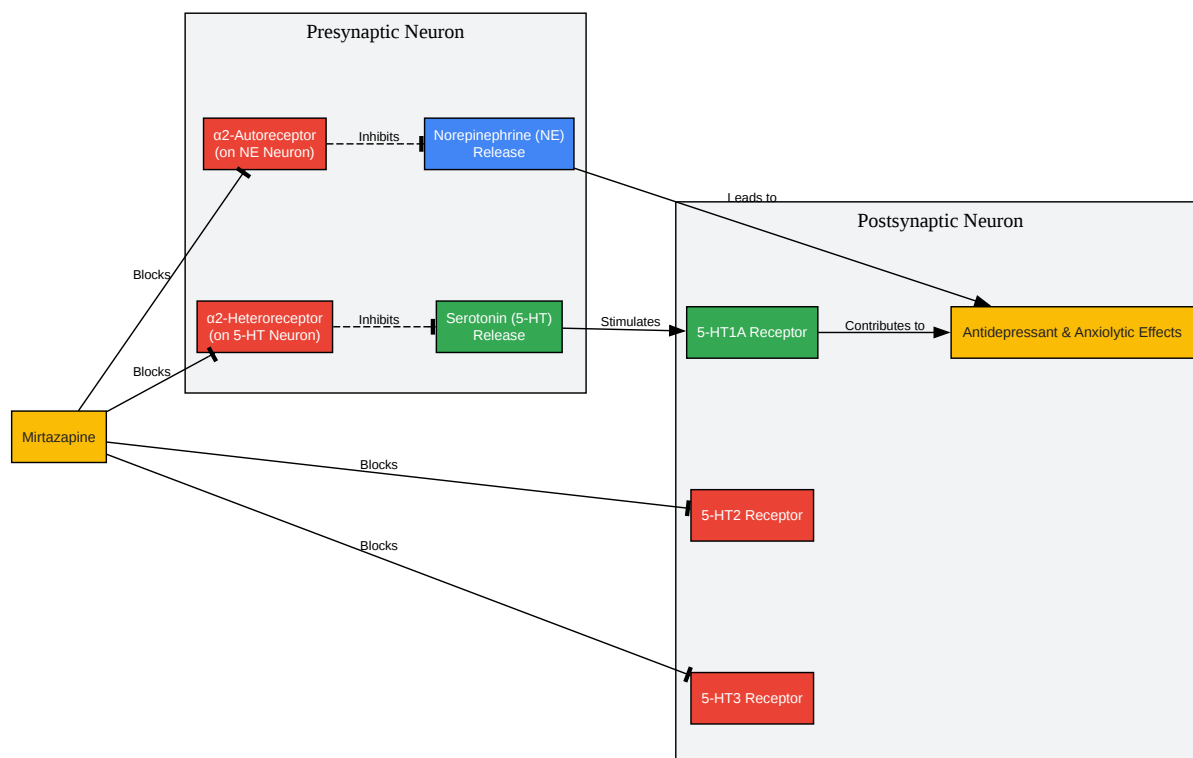 Presynaptic Neuron
α2-Autoreceptor
(on NE Neuron)
Inhibits
Norepinephrine (NE)
Release
Leads to
Postsynaptic Neuron
Blocks
α2-Heteroreceptor
(on 5-HT Neuron)
Inhibits
Serotonin (5-HT)
Release
Stimulates
5-HT1A Receptor
Contributes to
Antidepressant & Anxiolytic Effects
Blocks
Mirtazapine
Blocks
5-HT2 Receptor
Blocks
5-HT3 Receptor